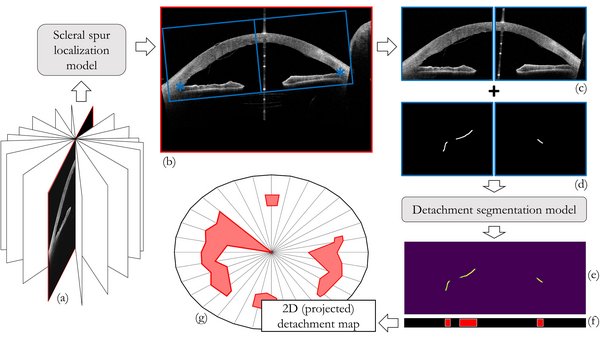 Scleral spur
localization
model
(a)
(b)
(c)
+
(d)
Detachment segmentation model
(e)
(f)
2D (projected)
detachment map
(g)